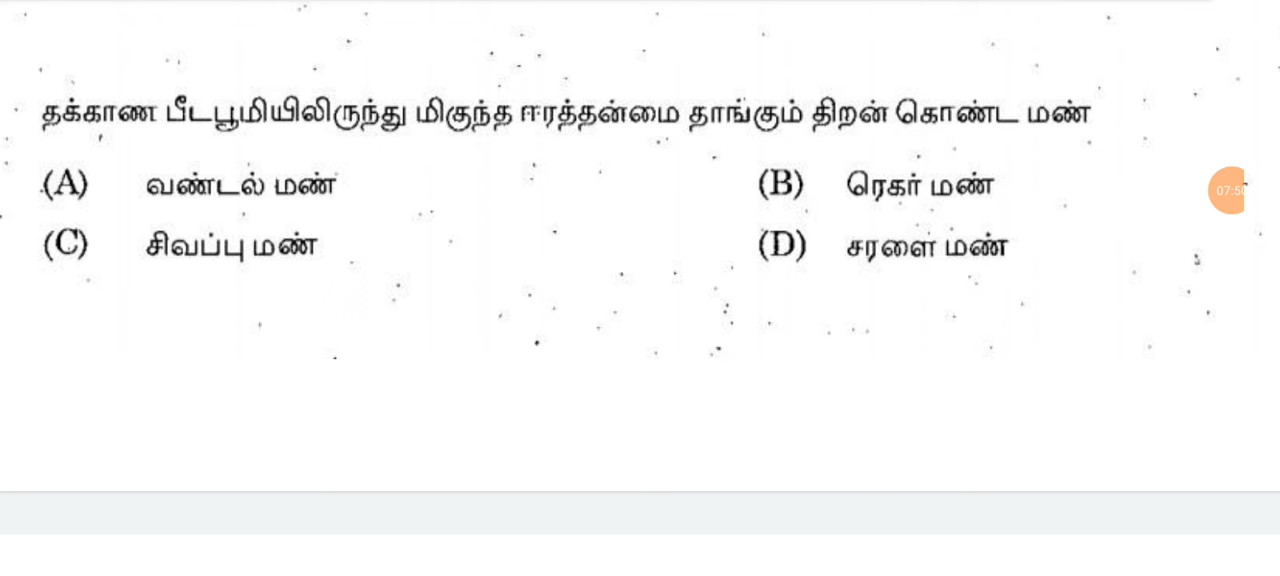 தக்காண பீடபூமியிலிருந்து மிகுந்த ஈரத்தன்மை தாங்கும் திறன் கொண்ட மண்
(A) வண்டல் மண் (B) ரெகர் மண்
(C) சிவப்பு மண் (D) சரளை மண்